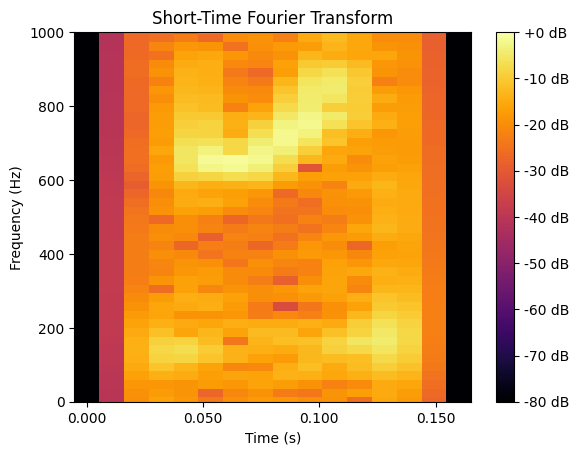 Short-Time Fourier Transform
Frequency (Hz)
1000
800
600
400
200
0
0.000
0.050
0.100
0.150
Time (s)
+0 dB
-10 dB
-20 dB
-30 dB
-40 dB
-50 dB
-60 dB
-70 dB
-80 dB